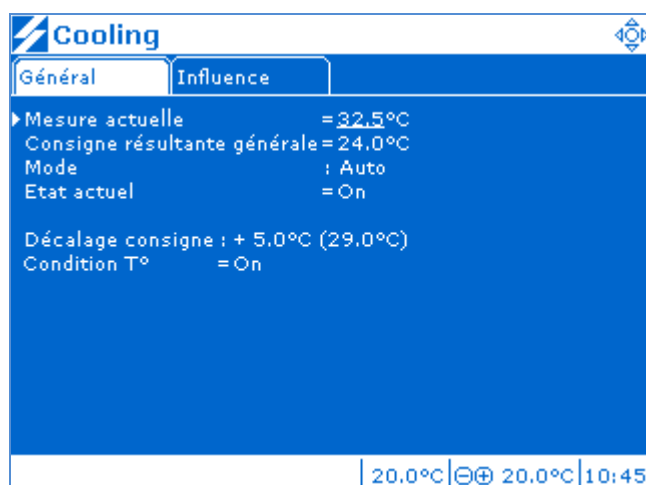 Cooling
Général Influence
Mesure actuelle =32.5°C
Consigne résultante générale=24.0°C
Mode : Auto
Etat actuel =On
Décalage consigne : + 5.0°C (29.0°C)
Condition T° =On
20.0°C ⊖⊕ 20.0°C 10:45